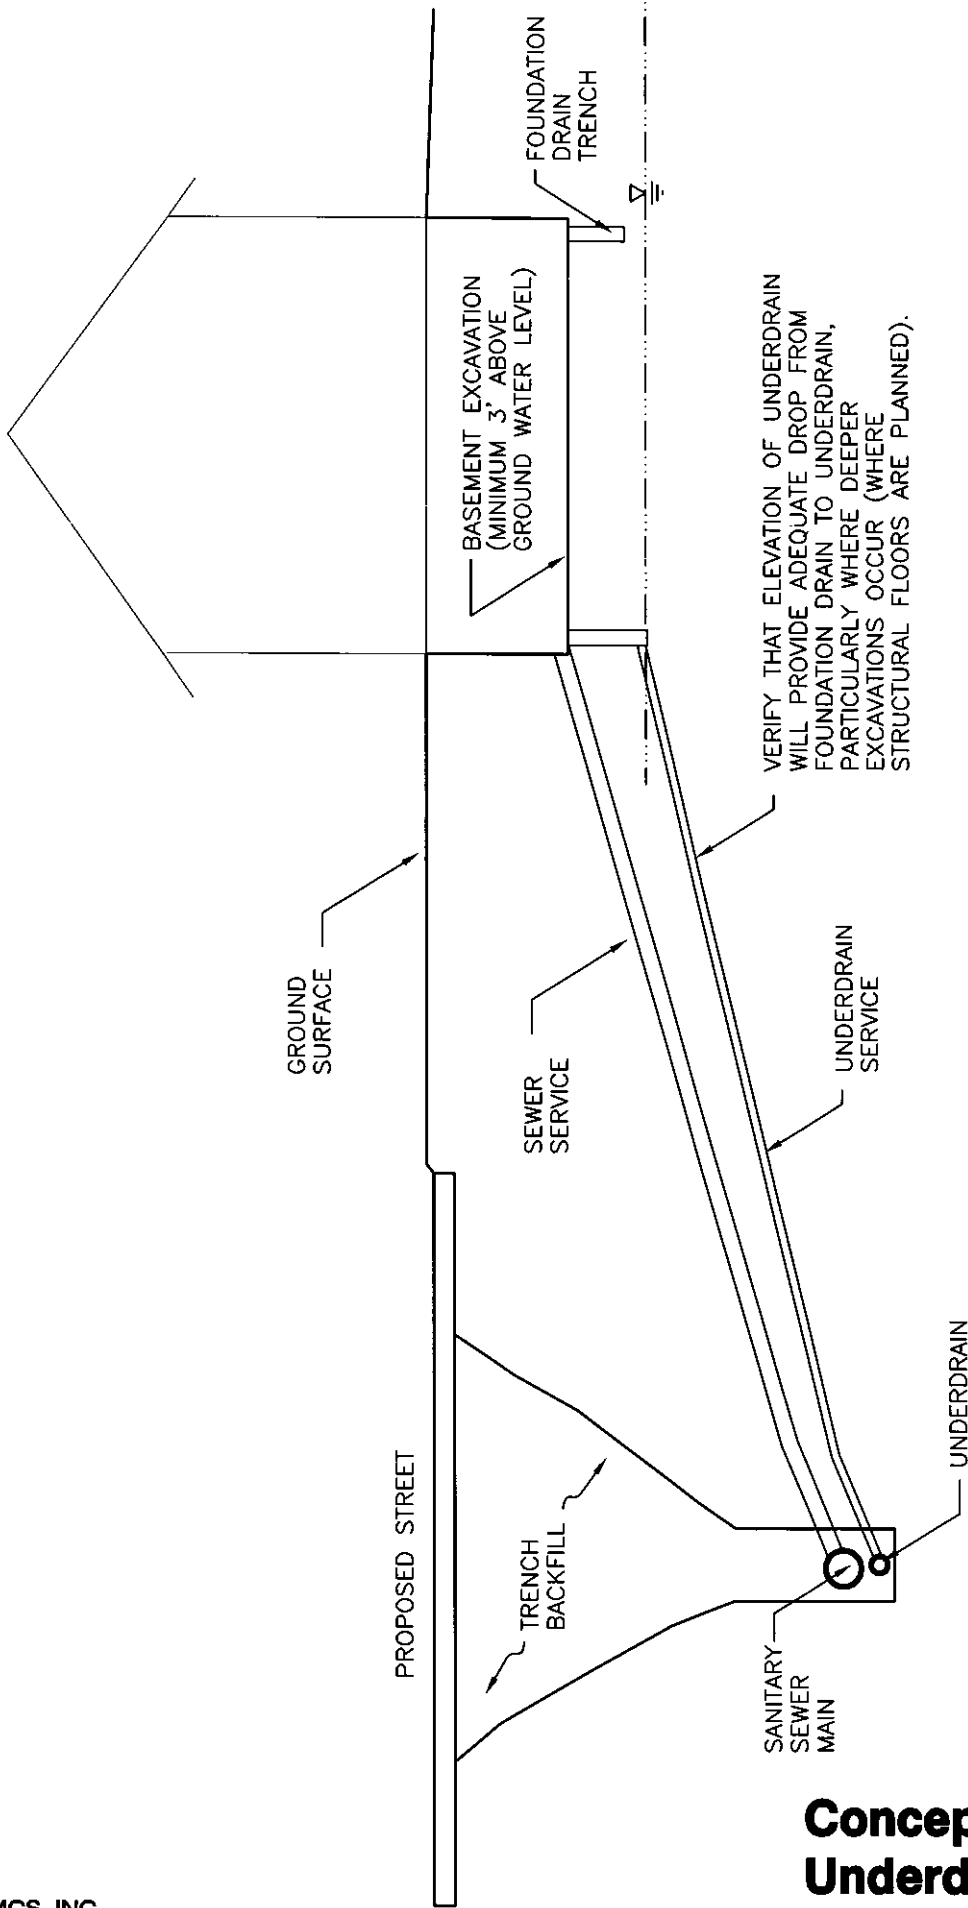 FOUNDATION
DRAIN
TRENCH
BASEMENT EXCAVATION
(MINIMUM 3' ABOVE
GROUND WATER LEVEL)
VERIFY THAT ELEVATION OF UNDERDRAIN
WILL PROVIDE ADEQUATE DROP FROM
FOUNDATION DRAIN TO UNDERDRAIN,
PARTICULARLY WHERE DEEPER
EXCAVATIONS OCCUR (WHERE
STRUCTURAL FLOORS ARE PLANNED).
GROUND
SURFACE
SEWER
SERVICE
UNDERDRAIN
SERVICE
PROPOSED STREET
TRENCH
BACKFILL
UNDERDRAIN
SANITARY
SEWER
MAIN
Concep
Underd